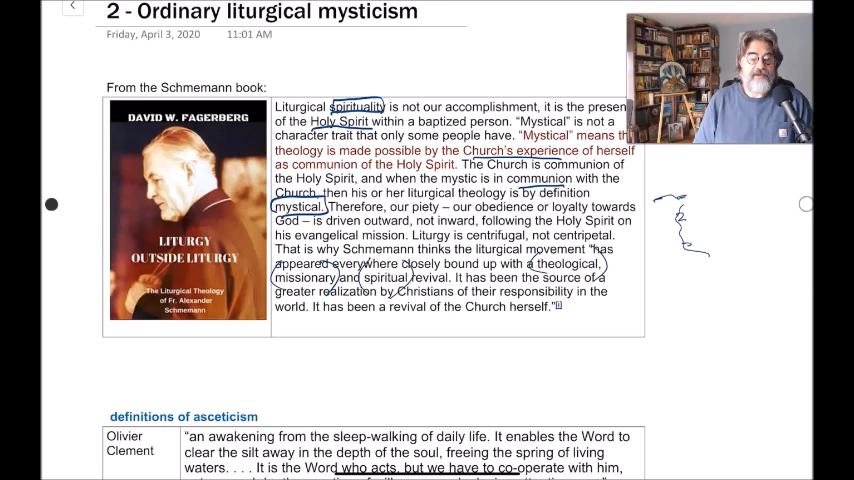 2 - Ordinary liturgical mysticism
Friday, April 3, 2020 11:01 AM
From the Schmemann book:
DAVID W. FAGERBERG
LITURGY
OUTSIDE LITURGY
The Liturgical Theology
of Fr. Alexander
Schmemann
Liturgical spirituality is not our accomplishment, it is the presen
of the Holy Spirit within a baptized person. “Mystical” is not a
character trait that only some people have. “Mystical” means th
theology is made possible by the Church’s experience of herself
as communion of the Holy Spirit. The Church is communion of
the Holy Spirit, and when the mystic is in communion with the
Church, then his or her liturgical theology is by definition
mystical. Therefore, our piety – our obedience or loyalty towards
God – is driven outward, not inward, following the Holy Spirit on
his evangelical mission. Liturgy is centrifugal, not centripetal.
That is why Schmemann thinks the liturgical movement “has
appeared everywhere closely bound up with a theological,
missionary and spiritual revival. It has been the source of a
greater realization by Christians of their responsibility in the
world. It has been a revival of the Church herself.”[i]
definitions of asceticism
Olivier
Clement
“an awakening from the sleep-walking of daily life. It enables the Word to
clear the silt away in the depth of the soul, freeing the spring of living
waters. . . . It is the Word who acts, but we have to co-operate with him,